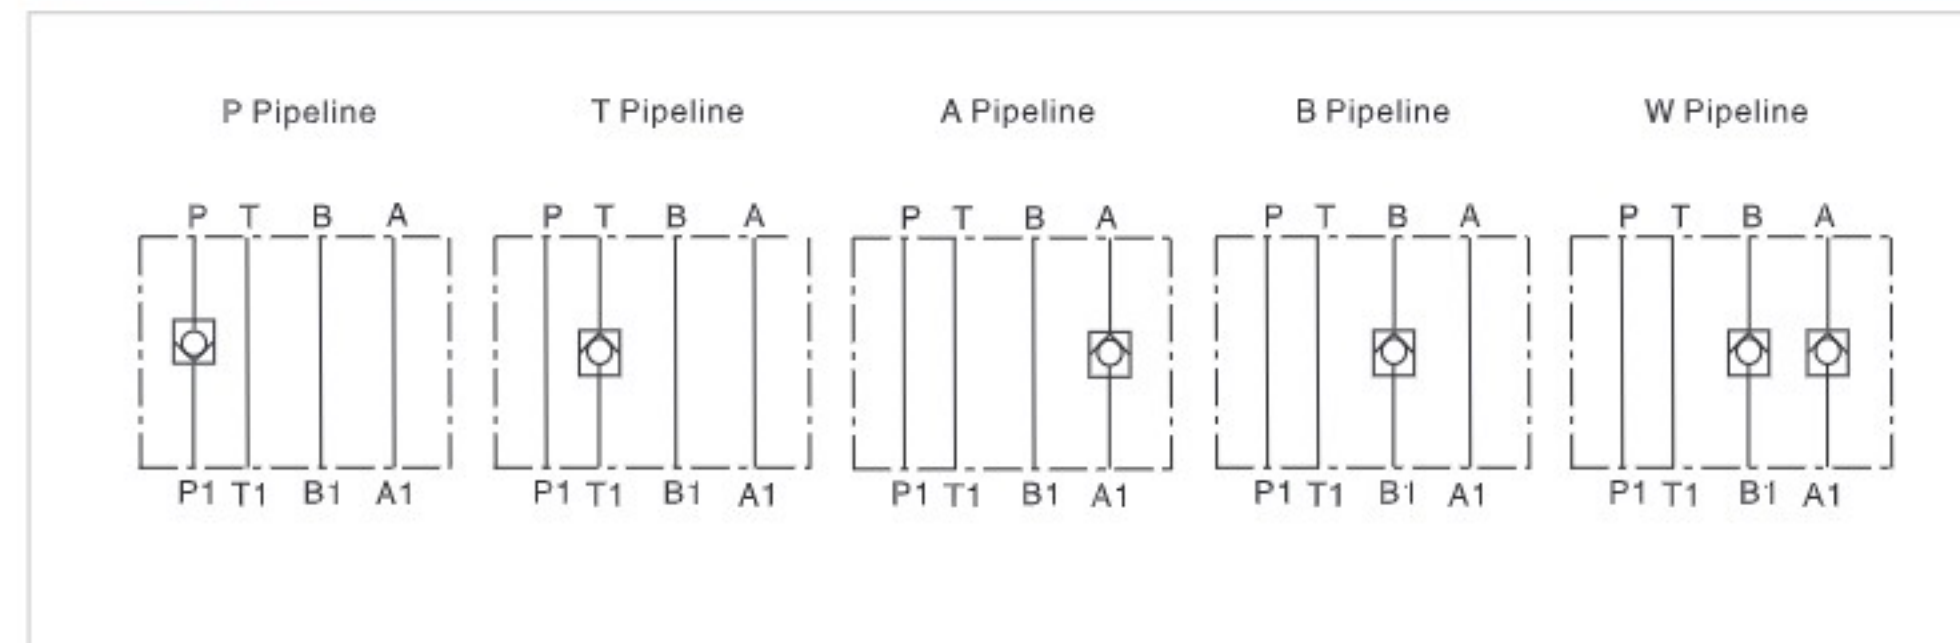 P Pipeline T Pipeline A Pipeline B Pipeline W Pipeline
P T B A P T B A P T B A P T B A P T B A
P1 T1 B1 A1 P1 T1 B1 A1 P1 T1 B1 A1 P1 T1 B1 A1 P1 T1 B1 A1